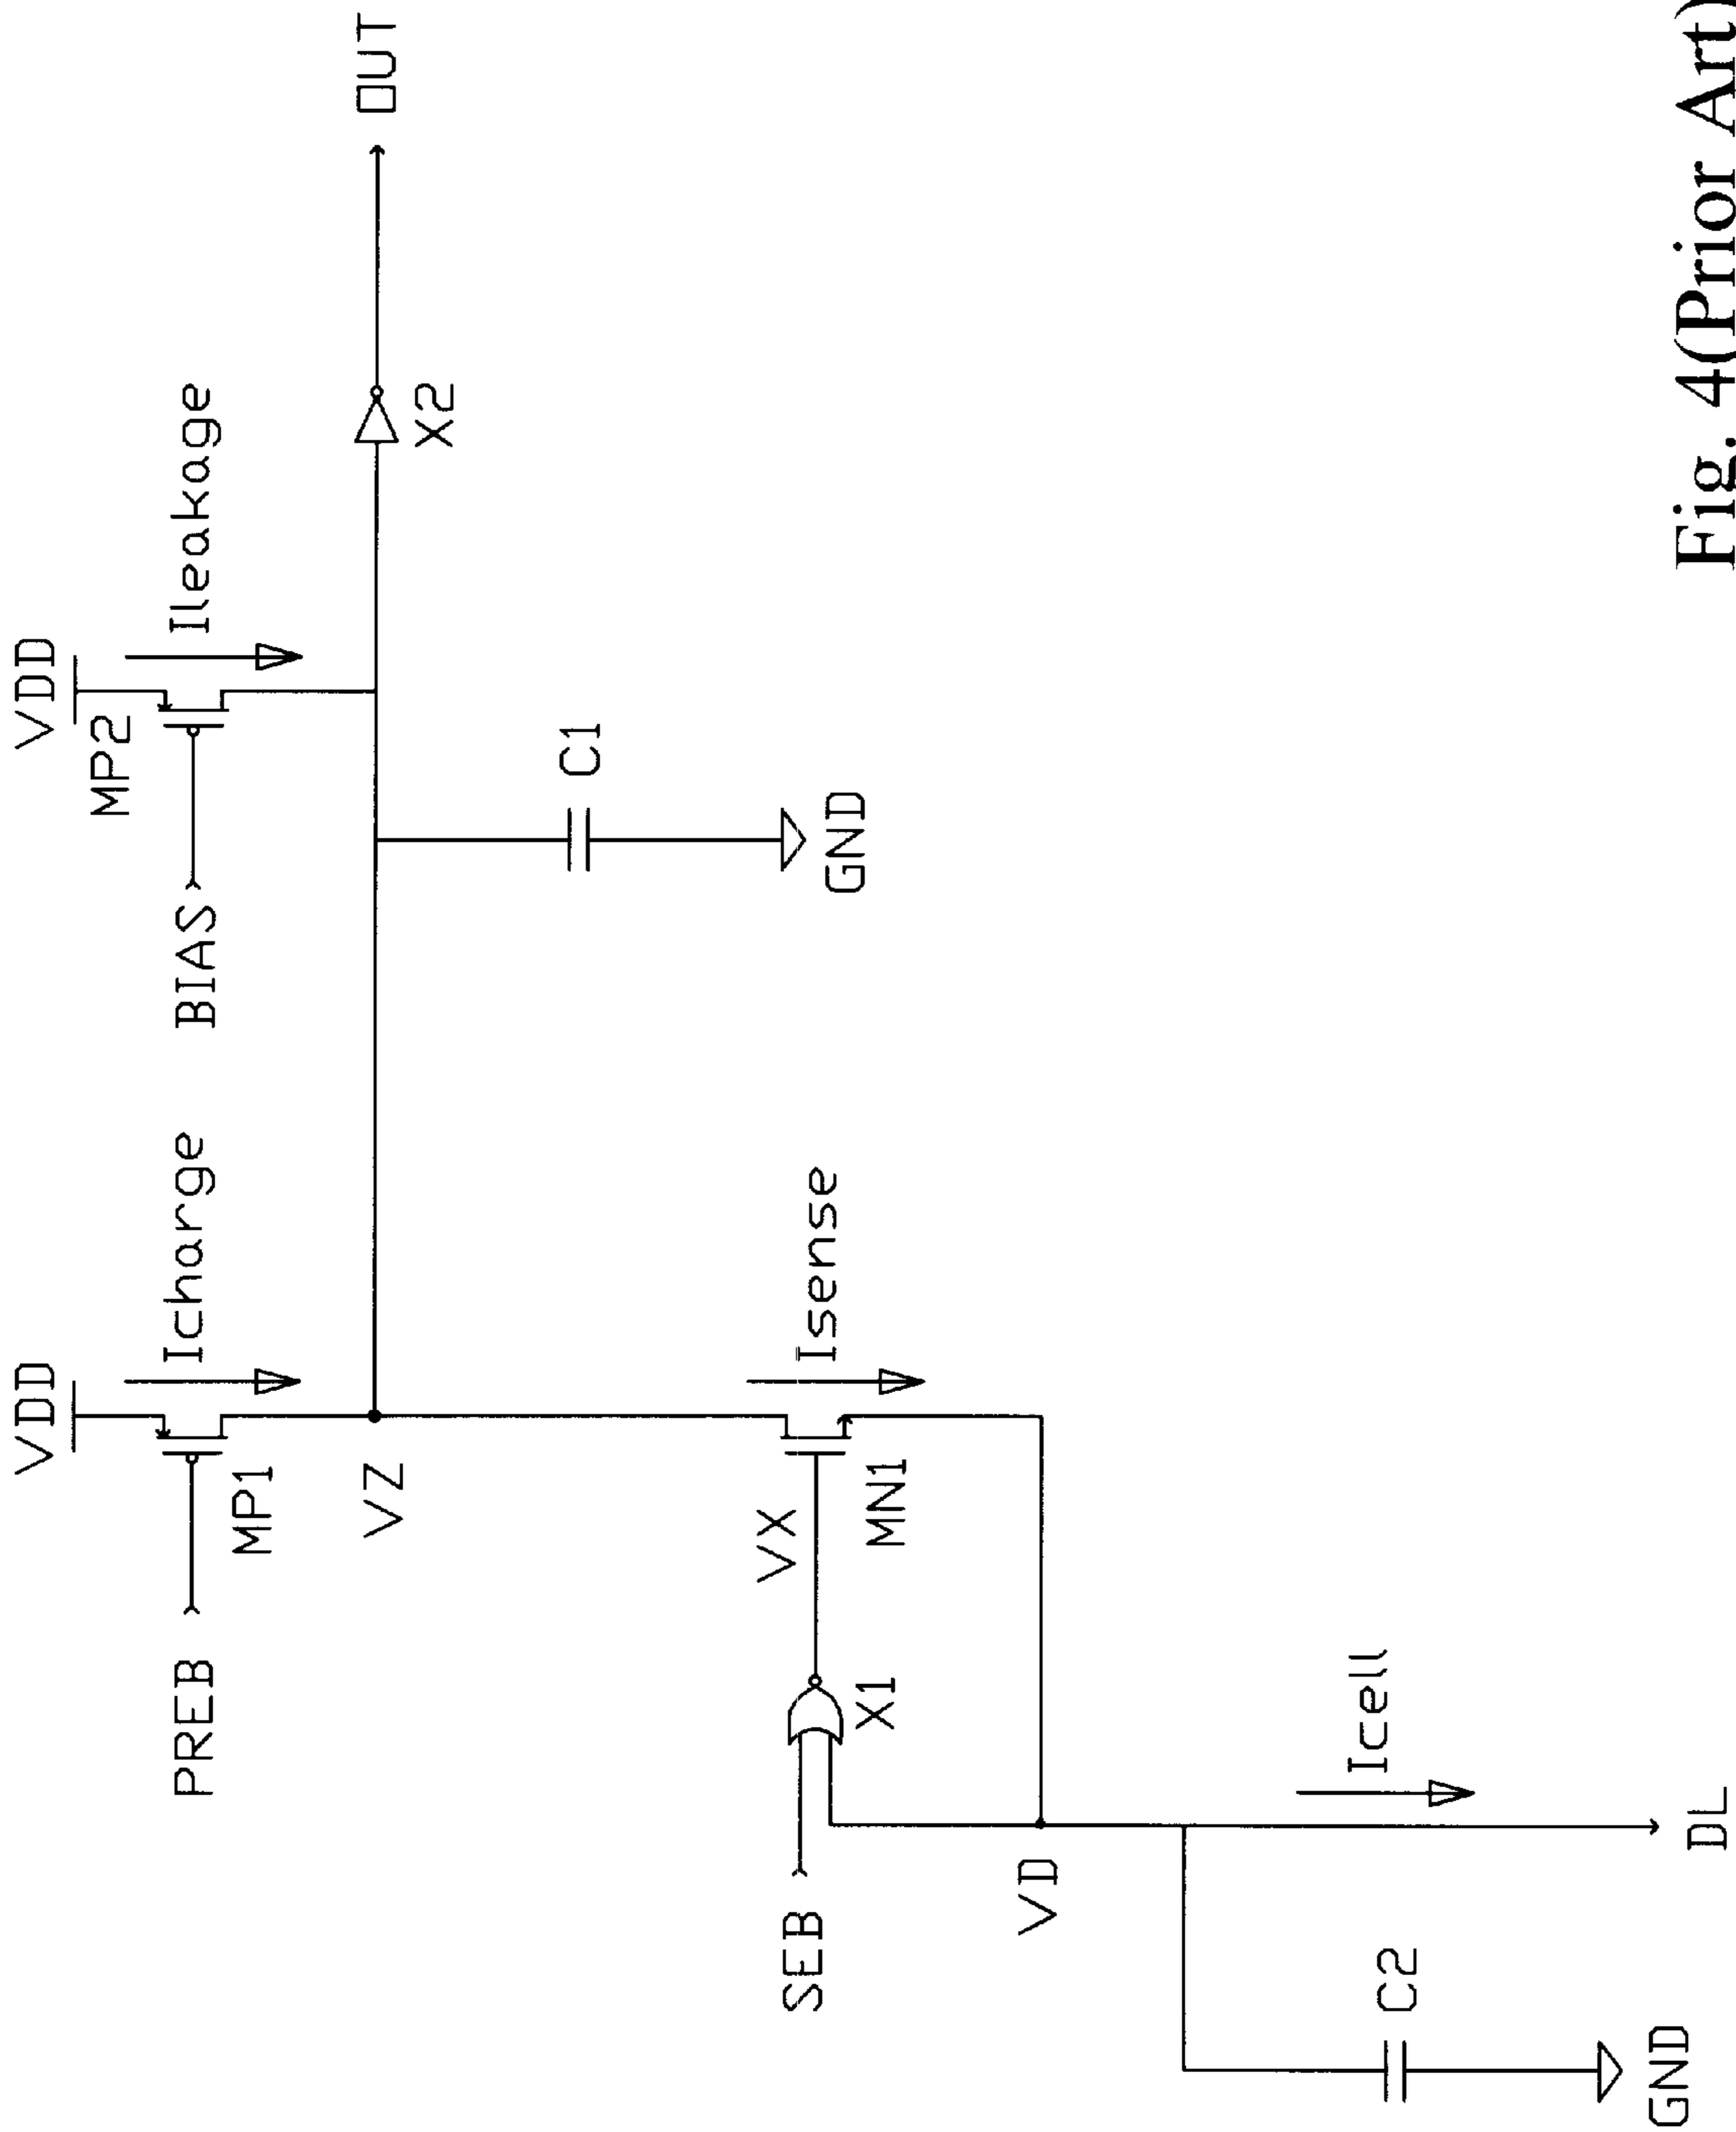 VDD
VDD
Icharge
MP2
Ileakage
PREB
BIAS
MP1
VZ
OUT
X2
C1
VX
SEB
Isense
GND
X1
MN1
VD
Icell
C2
GND
DL
Fig. 4(Prior Art)